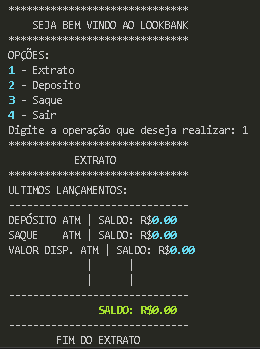 ******************************
SEJA BEM VINDO AO LOOKBANK
******************************
OPÇÕES:
1 - Extrato
2 - Deposito
3 - Saque
4 - Sair
Digite a operação que deseja realizar: 1
******************************
EXTRATO
******************************
ULTIMOS LANÇAMENTOS:
------------------------------
DEPÓSITO ATM | SALDO: R$0.00
SAQUE    ATM | SALDO: R$0.00
VALOR DISP. ATM | SALDO: R$0.00
|      |
|      |
------------------------------
SALDO: R$0.00
------------------------------
FIM DO EXTRATO